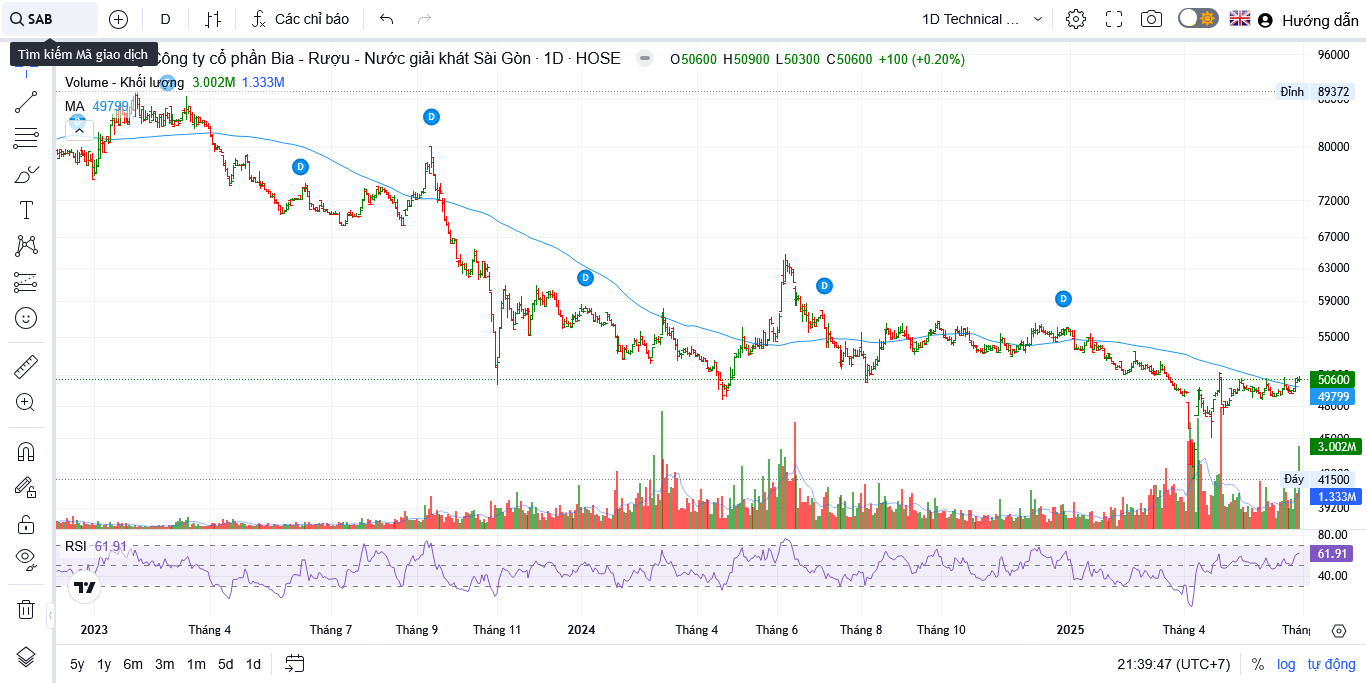 SAB
D
Các chỉ báo
1D Technical ...
Hướng dẫn
Tìm kiếm Mã giao dịch
Công ty cổ phần Bia - Rượu - Nước giải khát Sài Gòn · 1D · HOSE
O50600 H50900 L50300 C50600 +100 (+0.20%)
Volume - Khối lượng 3.002M 1.333M
MA 49799
96000
Đỉnh 89372
D
D
D
D
D
80000
72000
67000
63000
59000
55000
50600
49799
48000
45000
3.002M
Đáy 41500
1.333M
39200
RSI 61.91
80.00
61.91
40.00
2023 Tháng 4 Tháng 7 Tháng 9 Tháng 11 2024 Tháng 4 Tháng 6 Tháng 8 Tháng 10 2025 Tháng 4
5y 1y 6m 3m 1m 5d 1d
21:39:47 (UTC+7) % log tự động